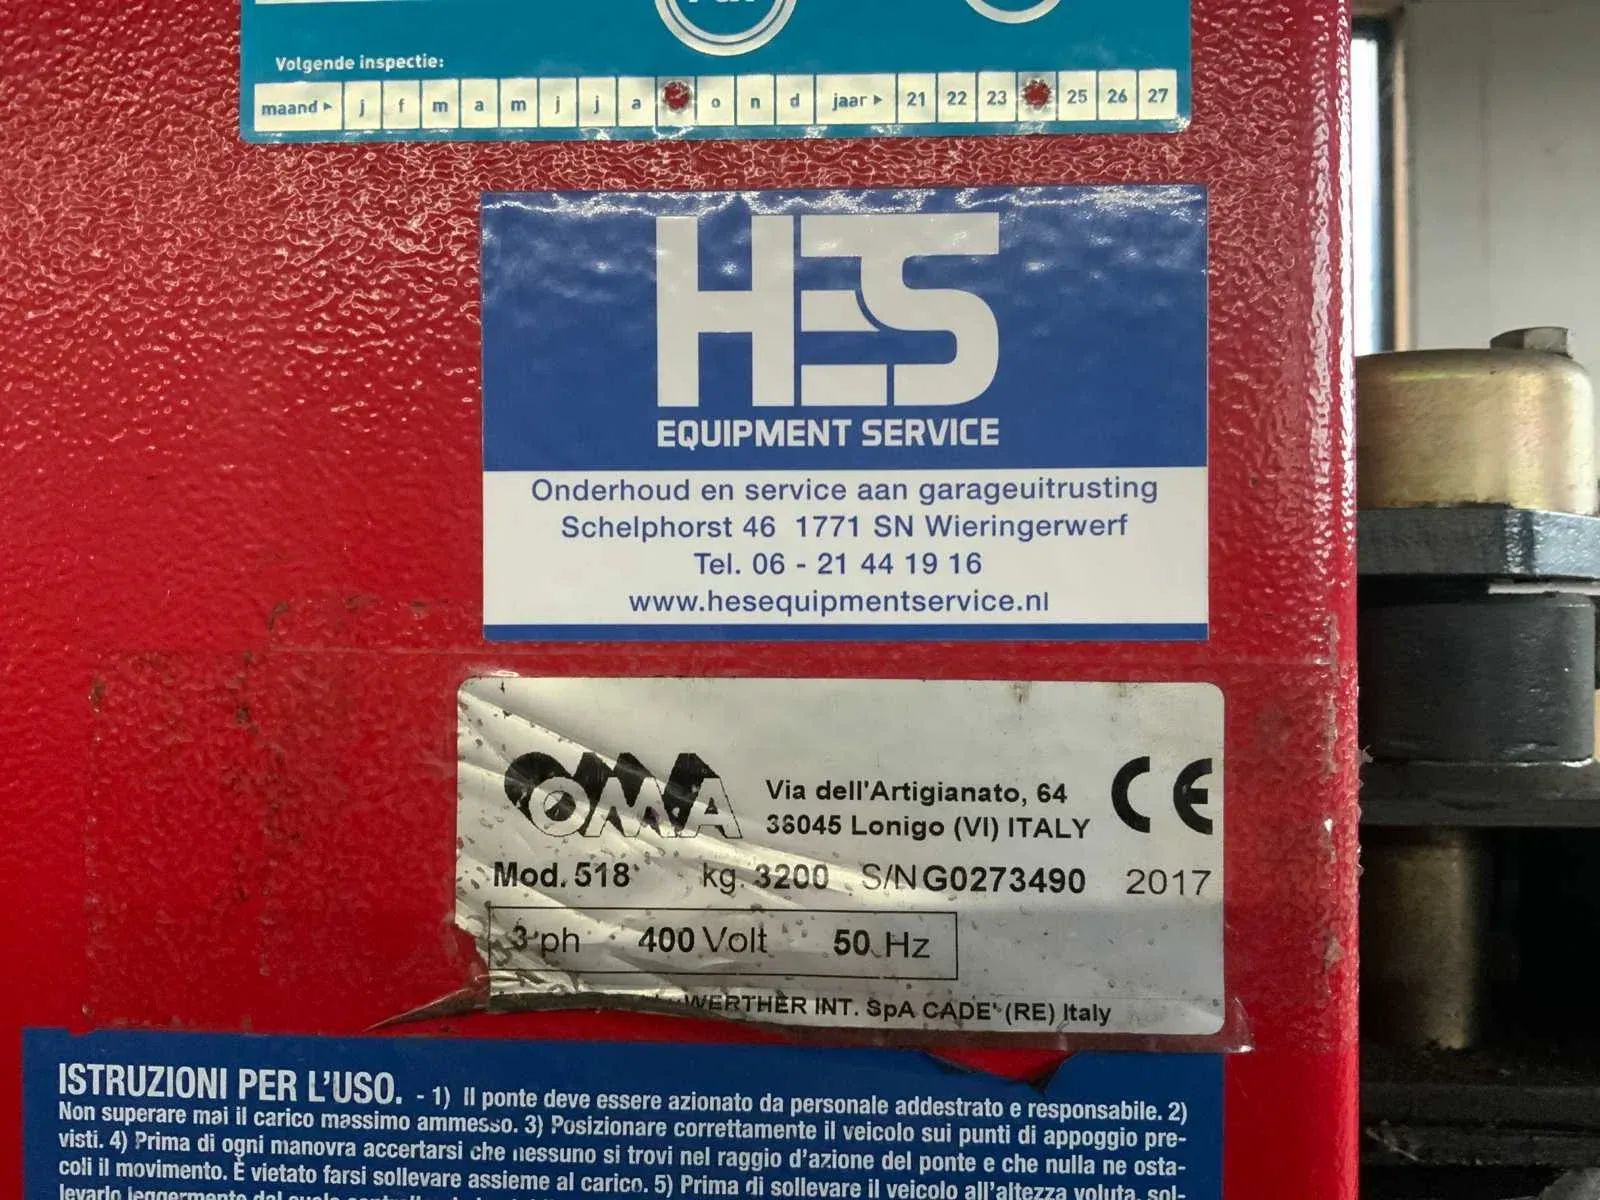 Volgende inspectie:
maand j f m a m j j a o n d jaar 21 22 23 25 26 27
HES
EQUIPMENT SERVICE
Onderhoud en service aan garageuitrusting
Schelphorst 46 1771 SN Wieringerwerf
Tel. 06 - 21 44 19 16
www.hesequipmentservice.nl
OMA
Via dell'Artigianato, 64
36045 Lonigo (VI) ITALY
CE
Mod. 518 kg. 3200 S/N G0273490 2017
3 ph 400 Volt 50 Hz
WERTHER INT. SpA CADE' (RE) Italy
ISTRUZIONI PER L'USO. - 1) Il ponte deve essere azionato da personale addestrato e responsabile. 2)
Non superare mai il carico massimo ammesso. 3) Posizionare correttamente il veicolo sui punti di appoggio pre-
visti. 4) Prima di ogni manovra accertarsi che nessuno si trovi nel raggio d'azione del ponte e che nulla ne osta-
coli il movimento. È vietato farsi sollevare assieme al carico. 5) Prima di sollevare il veicolo all'altezza voluta, sol-
levarlo leggermente dal suolo